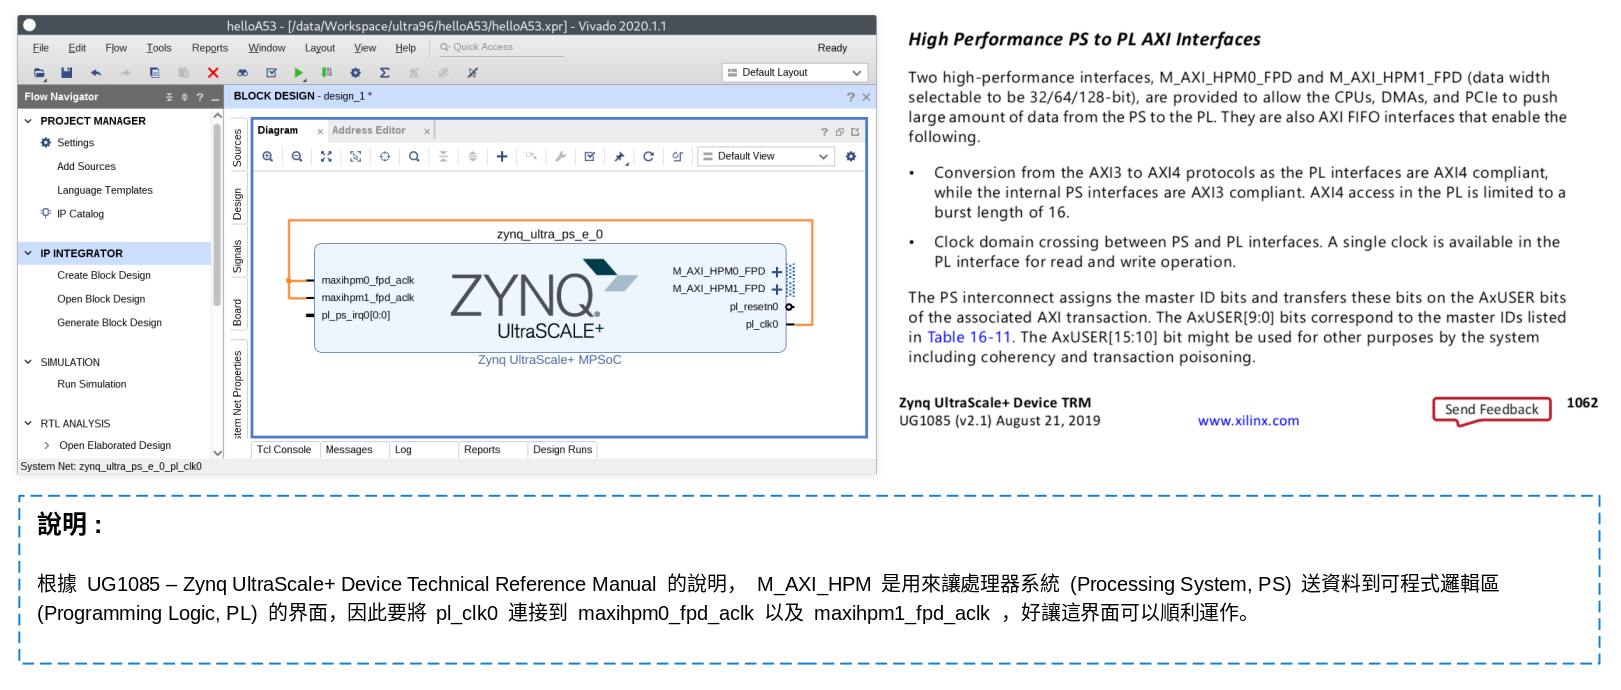 helloA53 - [/data/Workspace/ultra96/helloA53/helloA53.xpr] - Vivado 2020.1.1
File Edit Flow Tools Reports Window Layout View Help Quick Access Ready
Default Layout
Flow Navigator
PROJECT MANAGER
Settings
Add Sources
Language Templates
IP Catalog
IP INTEGRATOR
Create Block Design
Open Block Design
Generate Block Design
SIMULATION
Run Simulation
RTL ANALYSIS
Open Elaborated Design
System Net: zynq_ultra_ps_e_0_pl_clk0
BLOCK DESIGN - design_1 *
Sources
Design
Signals
Board
stem Net Properties
Diagram Address Editor
Default View
zynq_ultra_ps_e_0
maxihpm0_fpd_aclk
maxihpm1_fpd_aclk
pl_ps_irq0[0:0]
ZYNQ
UltraSCALE+
M_AXI_HPM0_FPD
M_AXI_HPM1_FPD
pl_resetn0
pl_clk0
Zynq UltraScale+ MPSoC
Tcl Console Messages Log Reports Design Runs
High Performance PS to PL AXI Interfaces
Two high-performance interfaces, M_AXI_HPM0_FPD and M_AXI_HPM1_FPD (data width
selectable to be 32/64/128-bit), are provided to allow the CPUs, DMAs, and PCIe to push
large amount of data from the PS to the PL. They are also AXI FIFO interfaces that enable the
following.
• Conversion from the AXI3 to AXI4 protocols as the PL interfaces are AXI4 compliant,
while the internal PS interfaces are AXI3 compliant. AXI4 access in the PL is limited to a
burst length of 16.
• Clock domain crossing between PS and PL interfaces. A single clock is available in the
PL interface for read and write operation.
The PS interconnect assigns the master ID bits and transfers these bits on the AxUSER bits
of the associated AXI transaction. The AxUSER[9:0] bits correspond to the master IDs listed
in Table 16-11. The AxUSER[15:10] bit might be used for other purposes by the system
including coherency and transaction poisoning.
Zynq UltraScale+ Device TRM
UG1085 (v2.1) August 21, 2019
www.xilinx.com
Send Feedback
1062
說明：
根據 UG1085 – Zynq UltraScale+ Device Technical Reference Manual 的說明， M_AXI_HPM 是用來讓處理器系統 (Processing System, PS) 送資料到可程式邏輯區
(Programming Logic, PL) 的界面，因此要將 pl_clk0 連接到 maxihpm0_fpd_aclk 以及 maxihpm1_fpd_aclk ，好讓這界面可以順利運作。